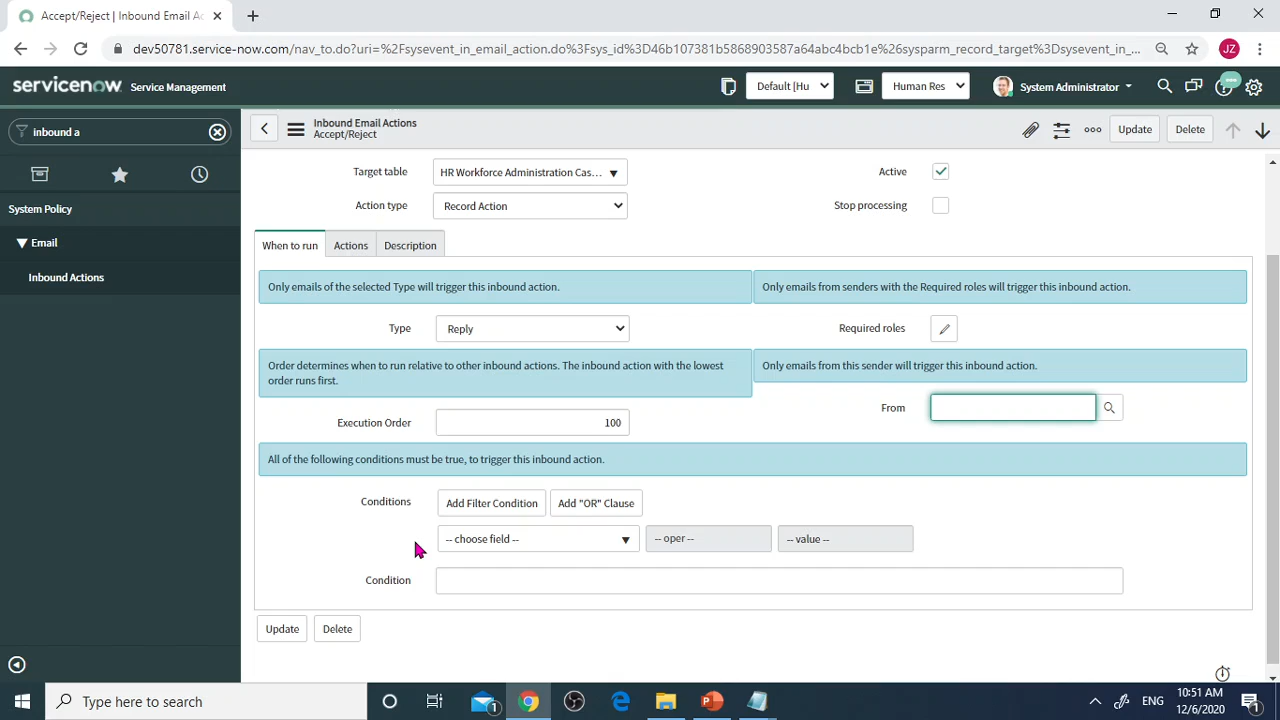 Accept/Reject | Inbound Email Ac
dev50781.service-now.com/nav_to.do?uri=%2Fsysevent_in_email_action.do%3Fsys_id%3D46b107381b5868903587a64abc4bcb1e%26sysparm_record_target%3Dsysevent_in_...
JZ
servicenow Service Management
Default [Hu
Human Res
System Administrator
inbound a
Inbound Email Actions
Accept/Reject
Update
Delete
System Policy
Email
Inbound Actions
Target table
HR Workforce Administration Cas...
Active
Action type
Record Action
Stop processing
When to run
Actions
Description
Only emails of the selected Type will trigger this inbound action.
Only emails from senders with the Required roles will trigger this inbound action.
Type
Reply
Required roles
Order determines when to run relative to other inbound actions. The inbound action with the lowest
order runs first.
Only emails from this sender will trigger this inbound action.
From
Execution Order
100
All of the following conditions must be true, to trigger this inbound action.
Conditions
Add Filter Condition
Add "OR" Clause
-- choose field --
-- oper --
-- value --
Condition
Update
Delete
Type here to search
1
ENG
10:51 AM
12/6/2020
1